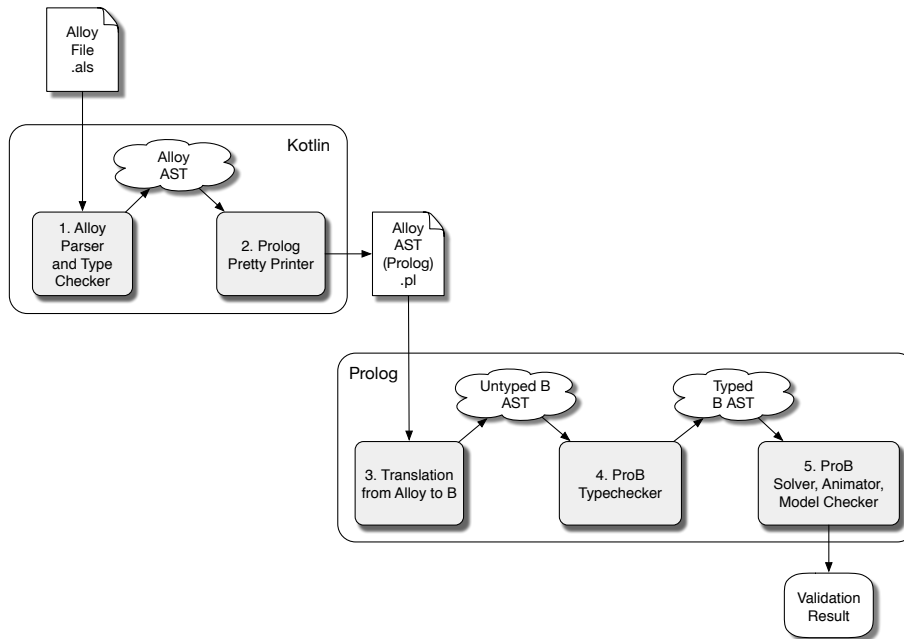 Alloy
File
.als
Kotlin
Alloy
AST
1. Alloy
Parser
and Type
Checker
2. Prolog
Pretty Printer
Alloy
AST
(Prolog)
.pl
Prolog
Untyped B
AST
Typed
B AST
3. Translation
from Alloy to B
4. ProB
Typechecker
5. ProB
Solver, Animator,
Model Checker
Validation
Result